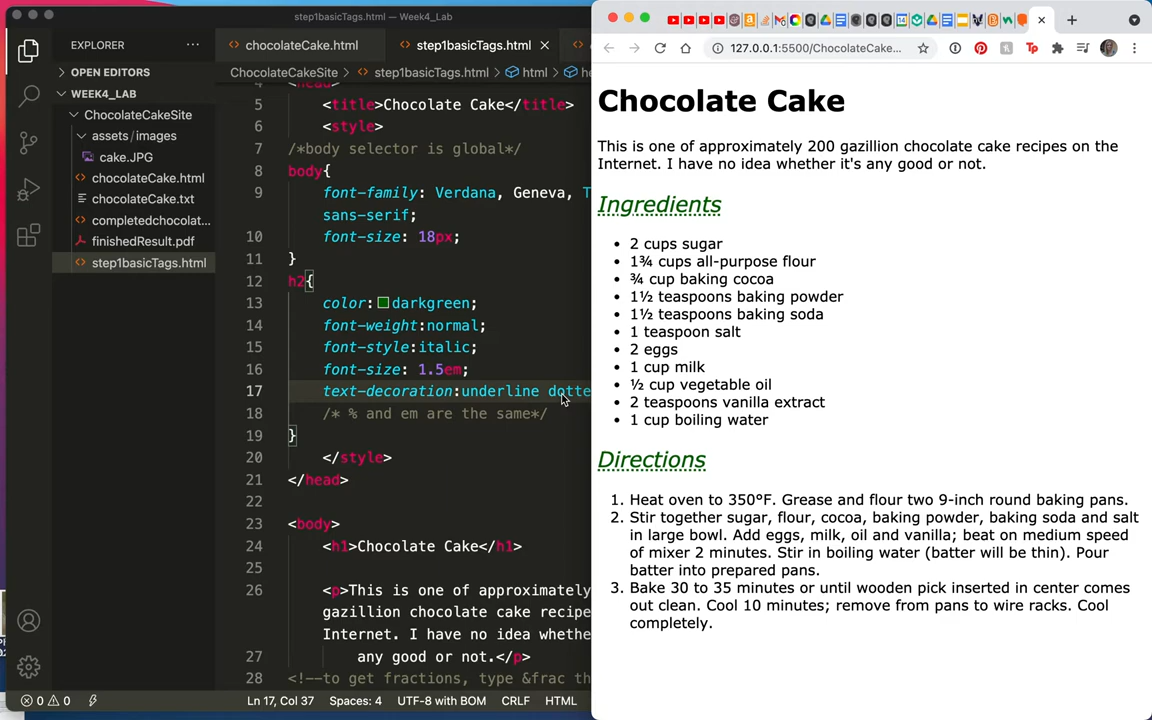 step1basicTags.html — Week4_Lab
EXPLORER
OPEN EDITORS
WEEK4_LAB
ChocolateCakeSite
assets/images
cake.JPG
chocolateCake.html
chocolateCake.txt
completedchocolat...
finishedResult.pdf
step1basicTags.html
chocolateCake.html
step1basicTags.html
ChocolateCakeSite > step1basicTags.html > html >
5 <title>Chocolate Cake</title>
6 <style>
7 /*body selector is global*/
8 body{
9 font-family: Verdana, Geneva, T
sans-serif;
10 font-size: 18px;
11 }
12 h2{
13 color: darkgreen;
14 font-weight:normal;
15 font-style:italic;
16 font-size: 1.5em;
17 text-decoration:underline dotte
18 /* % and em are the same*/
19 }
20 </style>
21 </head>
22
23 <body>
24 <h1>Chocolate Cake</h1>
25
26 <p>This is one of approximately
gazillion chocolate cake recipe
Internet. I have no idea whethe
27 any good or not.</p>
28 <!--to get fractions, type &frac th
0 0
Ln 17, Col 37
Spaces: 4
UTF-8 with BOM
CRLF
HTML
127.0.0.1:5500/ChocolateCake...
Chocolate Cake
This is one of approximately 200 gazillion chocolate cake recipes on the
Internet. I have no idea whether it's any good or not.
Ingredients
• 2 cups sugar
• 1¾ cups all-purpose flour
• ¾ cup baking cocoa
• 1½ teaspoons baking powder
• 1½ teaspoons baking soda
• 1 teaspoon salt
• 2 eggs
• 1 cup milk
• ½ cup vegetable oil
• 2 teaspoons vanilla extract
• 1 cup boiling water
Directions
1. Heat oven to 350°F. Grease and flour two 9-inch round baking pans.
2. Stir together sugar, flour, cocoa, baking powder, baking soda and salt
in large bowl. Add eggs, milk, oil and vanilla; beat on medium speed
of mixer 2 minutes. Stir in boiling water (batter will be thin). Pour
batter into prepared pans.
3. Bake 30 to 35 minutes or until wooden pick inserted in center comes
out clean. Cool 10 minutes; remove from pans to wire racks. Cool
completely.